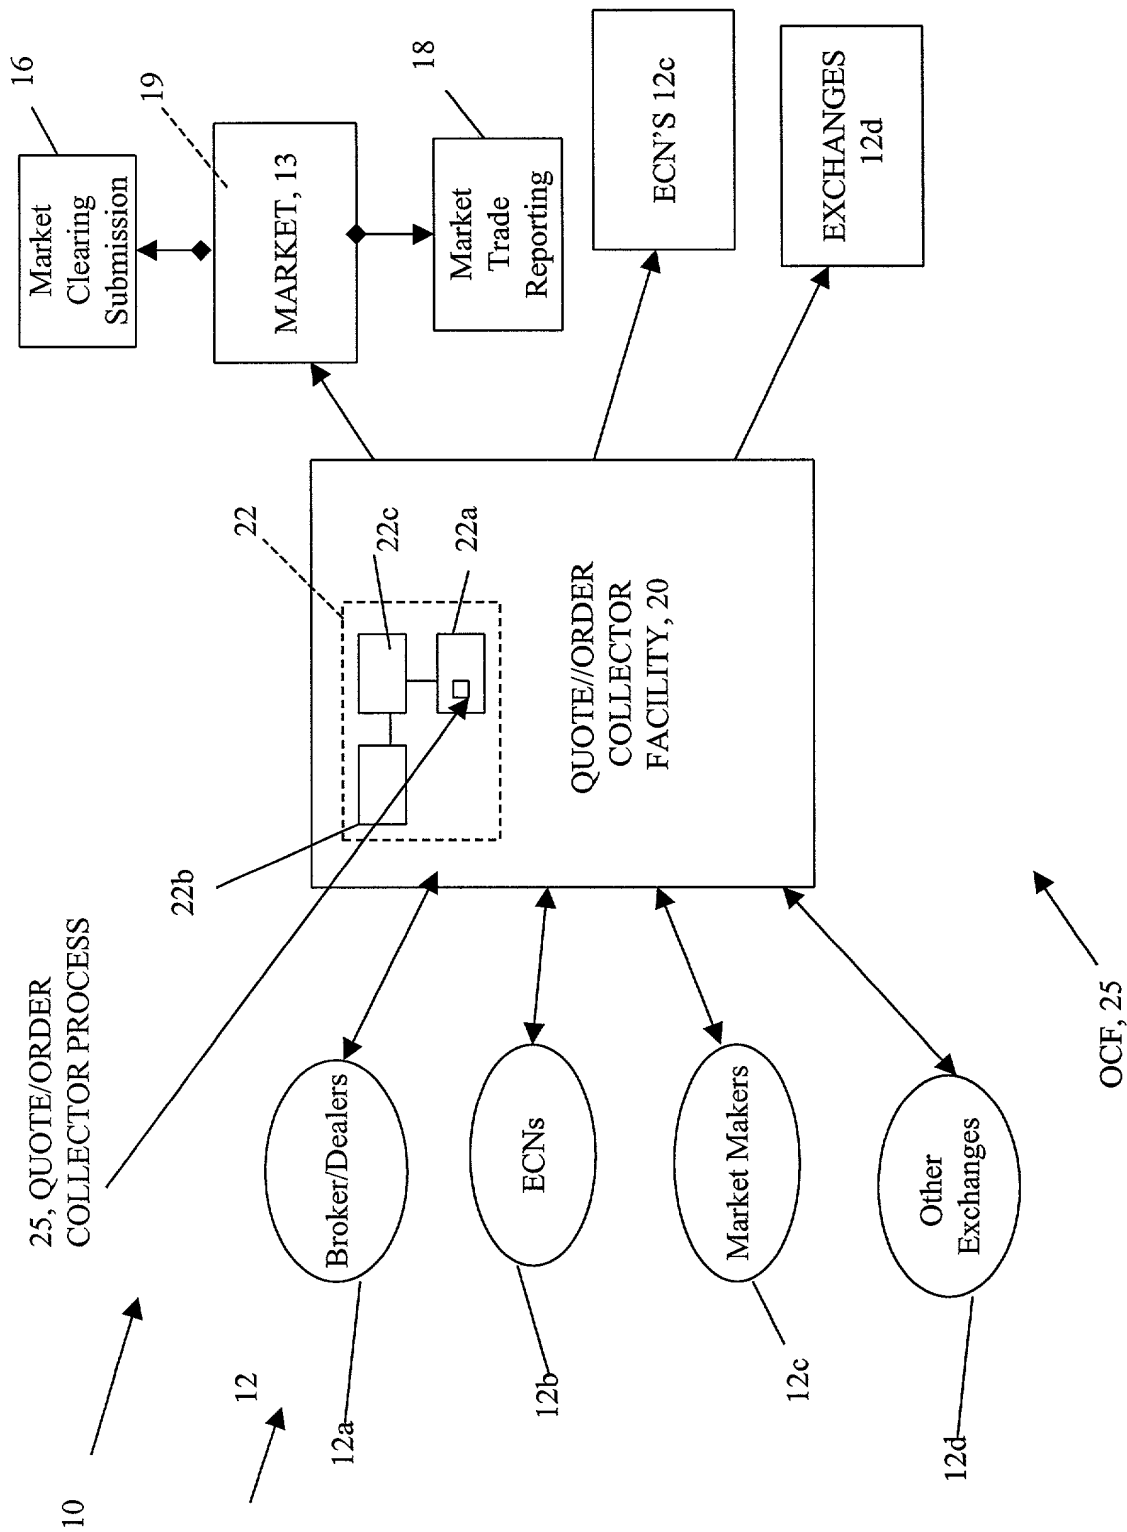 10
25, QUOTE/ORDER
COLLECTOR PROCESS
12
12a
Broker/Dealers
12b
ECNs
12c
Market Makers
12d
Other
Exchanges
OCF, 25
22b
22
22c
22a
QUOTE//ORDER
COLLECTOR
FACILITY, 20
16
Market
Clearing
Submission
19
MARKET, 13
18
Market
Trade
Reporting
ECN'S 12c
EXCHANGES
12d